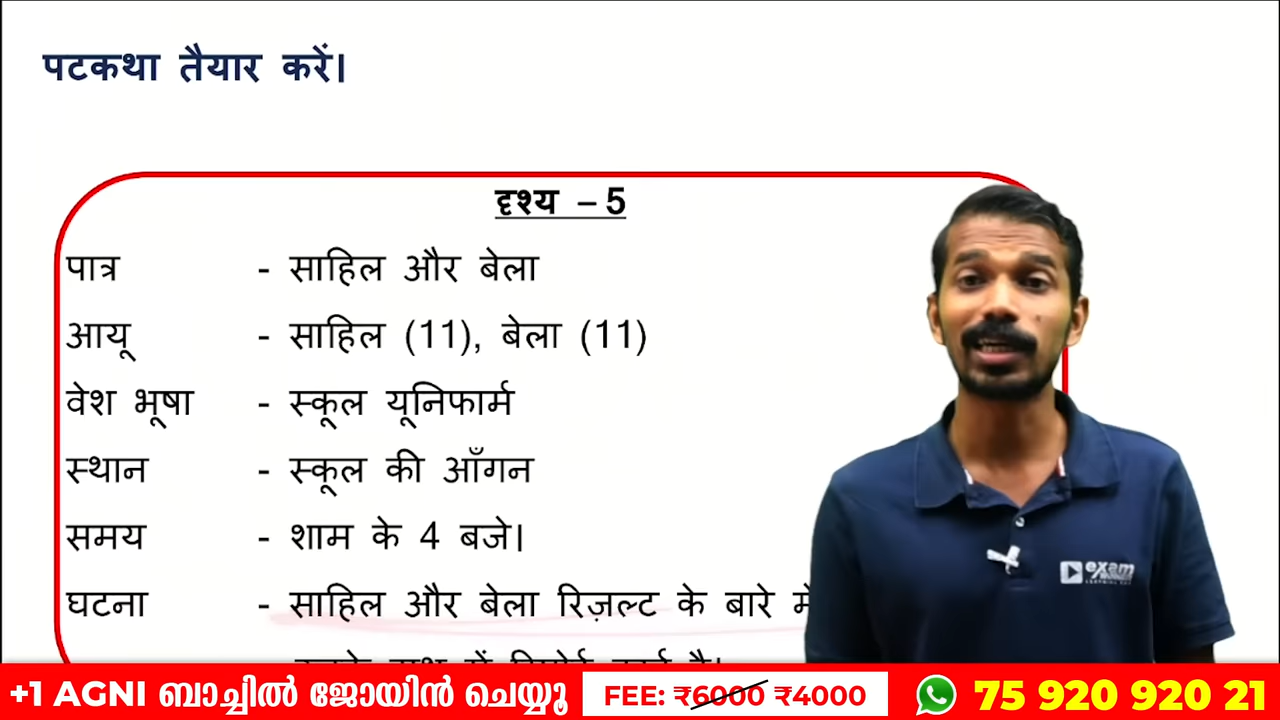 पटकथा तैयार करें।
दृश्य – 5
पात्र - साहिल और बेला
आयू - साहिल (11), बेला (11)
वेश भूषा - स्कूल यूनिफार्म
स्थान - स्कूल की आँगन
समय - शाम के 4 बजे।
घटना - साहिल और बेला रिज़ल्ट के बारे में
exam
+1 AGNI ബാച്ചിൽ ജോയിൻ ചെയ്യൂ FEE: ₹6000 ₹4000 75 920 920 21